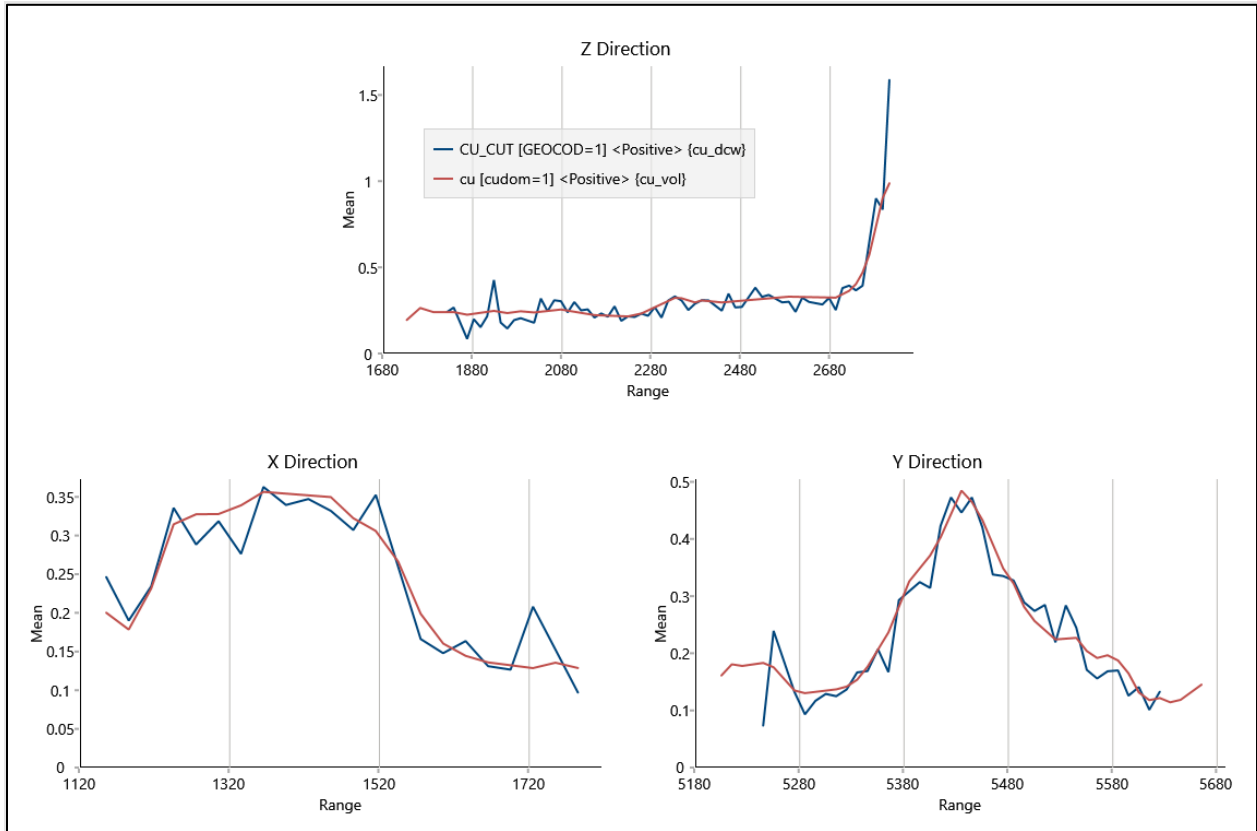 Z Direction
1.5
CU_CUT [GEOCOD=1] <Positive> {cu_dcw}
cu [cudom=1] <Positive> {cu_vol}
1
Mean
0.5
0
1680 1880 2080 2280 2480 2680
Range
X Direction
0.35
0.3
0.25
0.2
Mean
0.15
0.1
0.05
0
1120 1320 1520 1720
Range
Y Direction
0.5
0.4
0.3
0.2
Mean
0.1
0
5180 5280 5380 5480 5580 5680
Range